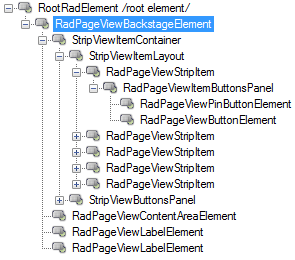 RootRadElement /root element/
RadPageViewBackstageElement
StripViewItemContainer
StripViewItemLayout
RadPageViewStripItem
RadPageViewItemButtonsPanel
RadPageViewPinButtonElement
RadPageViewButtonElement
RadPageViewStripItem
RadPageViewStripItem
RadPageViewStripItem
RadPageViewStripItem
StripViewButtonsPanel
RadPageViewContentAreaElement
RadPageViewLabelElement
RadPageViewLabelElement